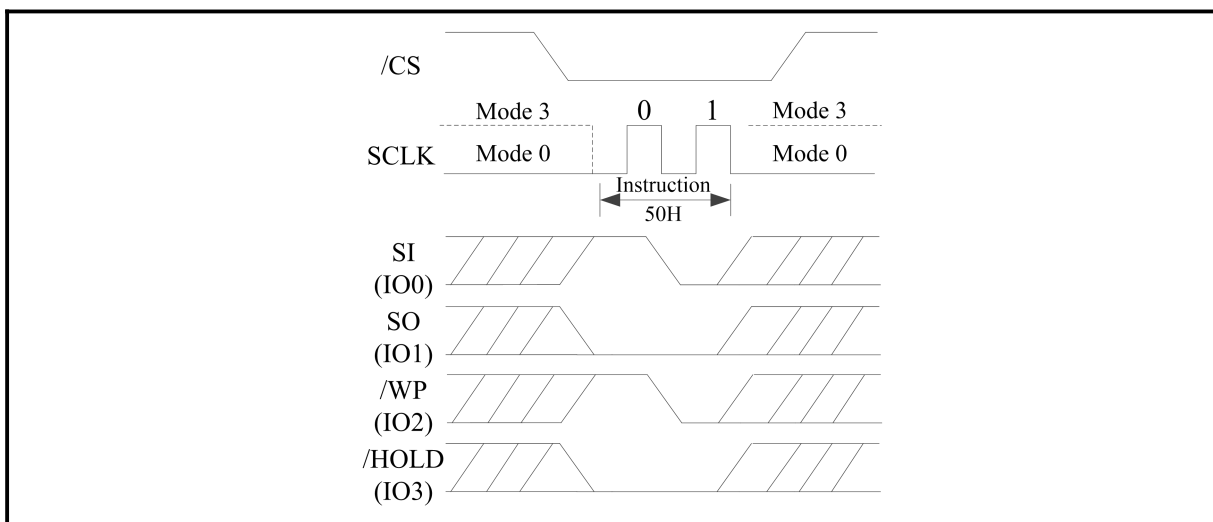 /CS
Mode 3 0 1 Mode 3
SCLK Mode 0 Mode 0
Instruction
50H
SI
(IO0)
SO
(IO1)
/WP
(IO2)
/HOLD
(IO3)